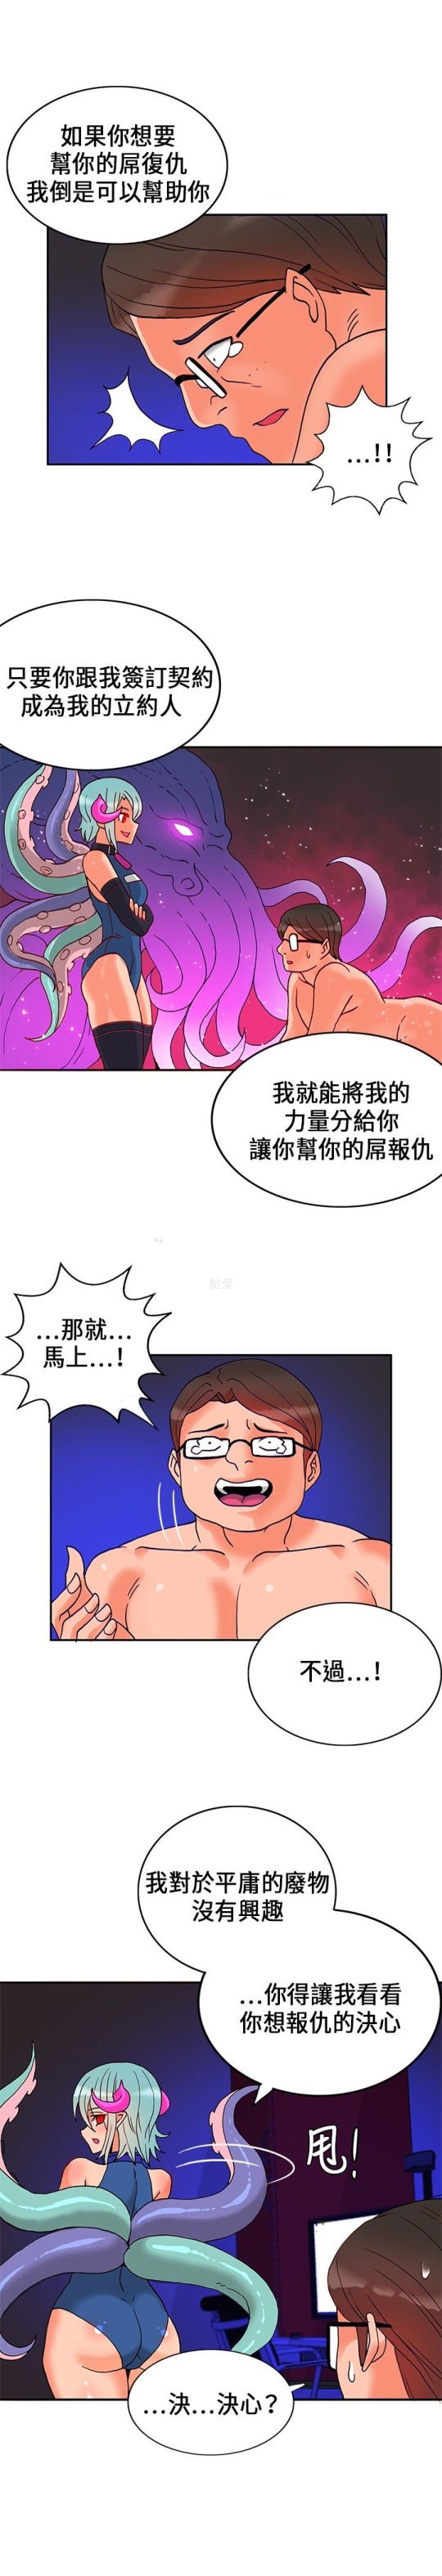 如果你想要
幫你的屌復仇
我倒是可以幫助你
...!!
只要你跟我簽訂契約
成為我的立約人
我就能將我的
力量分給你
讓你幫你的屌報仇
...那就...
馬上...!
不過...!
我對於平庸的廢物
沒有興趣
...你得讓我看看
你想報仇的決心
甩!
...決...決心?